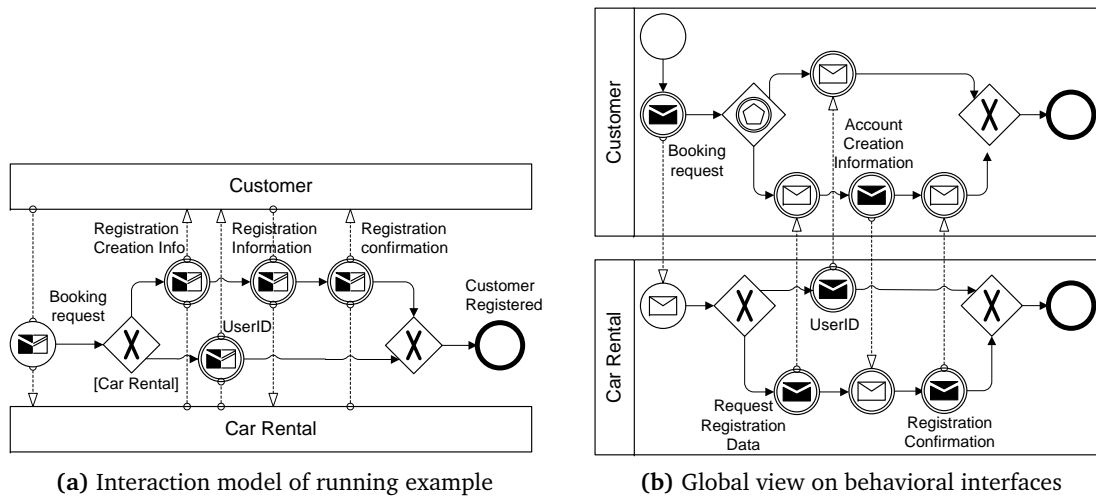 Customer
Registration
Creation Info
Registration
Information
Registration
confirmation
Booking
request
Customer
Registered
UserID
[Car Rental]
Car Rental
(a) Interaction model of running example
Customer
Booking
request
Account
Creation
Information
Car Rental
UserID
Request
Registration
Data
Registration
Confirmation
(b) Global view on behavioral interfaces